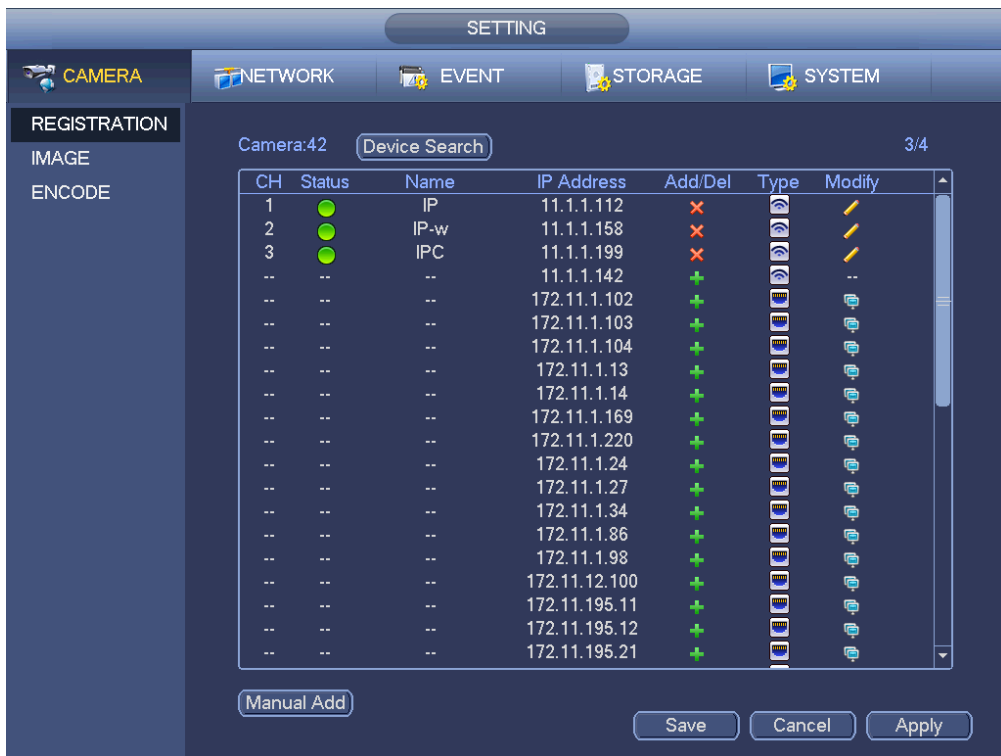 SETTING
CAMERA NETWORK EVENT STORAGE SYSTEM
REGISTRATION
IMAGE
ENCODE
Camera:42 Device Search 3/4
CH Status Name IP Address Add/Del Type Modify
1 IP 11.1.1.112
2 IP-w 11.1.1.158
3 IPC 11.1.1.199
-- -- -- 11.1.1.142 --
-- -- -- 172.11.1.102
-- -- -- 172.11.1.103
-- -- -- 172.11.1.104
-- -- -- 172.11.1.13
-- -- -- 172.11.1.14
-- -- -- 172.11.1.169
-- -- -- 172.11.1.220
-- -- -- 172.11.1.24
-- -- -- 172.11.1.27
-- -- -- 172.11.1.34
-- -- -- 172.11.1.86
-- -- -- 172.11.1.98
-- -- -- 172.11.12.100
-- -- -- 172.11.195.11
-- -- -- 172.11.195.12
-- -- -- 172.11.195.21
Manual Add
Save Cancel Apply